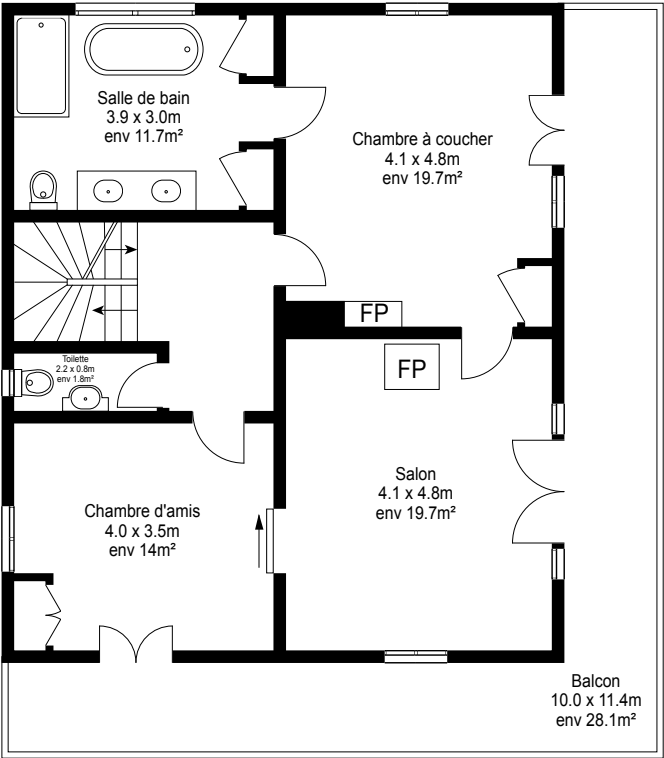 Salle de bain
3.9 x 3.0m
env 11.7m²
Chambre à coucher
4.1 x 4.8m
env 19.7m²
FP
Toilette
2.2 x 0.8m
env 1.8m²
FP
Salon
4.1 x 4.8m
env 19.7m²
Chambre d'amis
4.0 x 3.5m
env 14m²
Balcon
10.0 x 11.4m
env 28.1m²